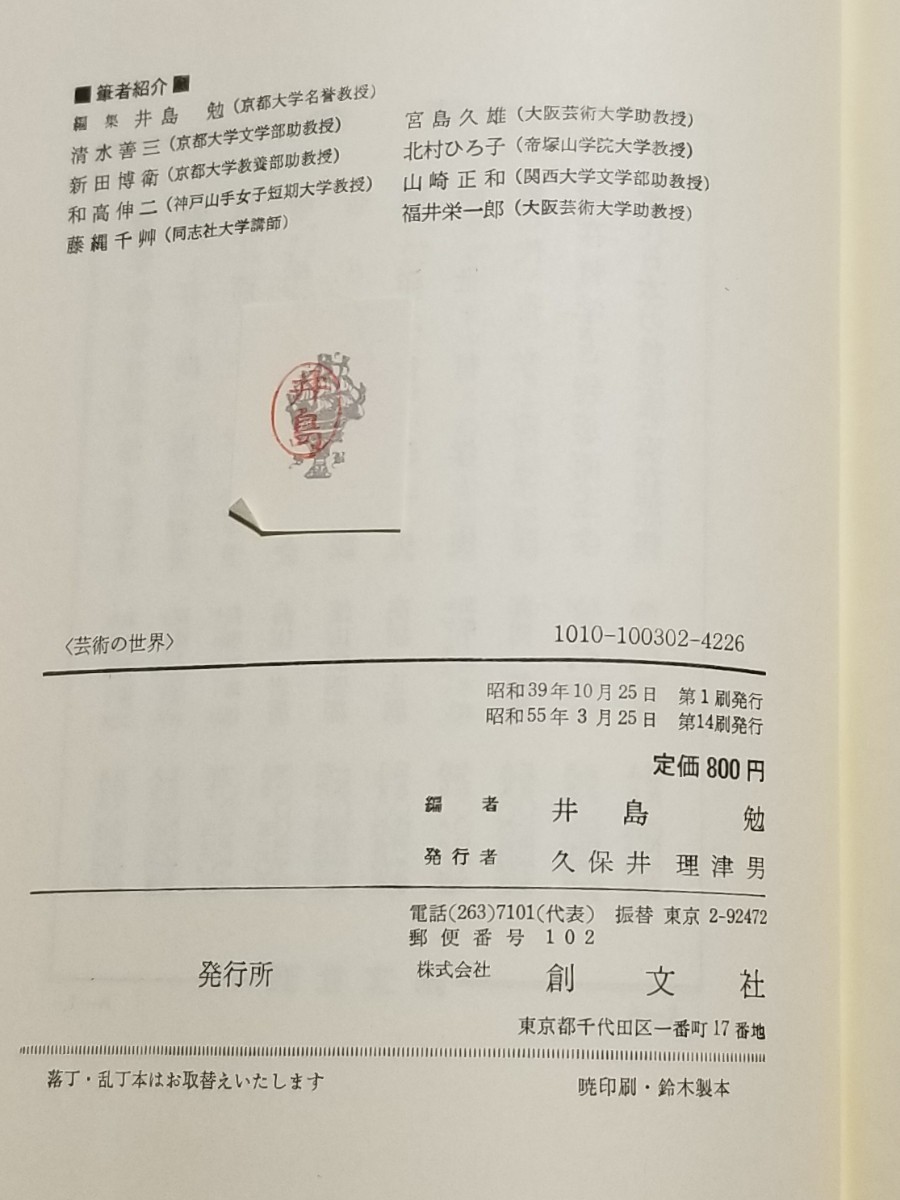 ■筆者紹介■
編集 井島 勉（京都大学名誉教授）
清水善三（京都大学文学部助教授）
新田博衛（京都大学教養部助教授）
和高伸二（神戸山手女子短期大学教授）
藤縄千艸（同志社大学講師）
宮島久雄（大阪芸術大学助教授）
北村ひろ子（帝塚山学院大学教授）
山崎正和（関西大学文学部教授）
福井栄一郎（大阪芸術大学助教授）
井島
〈芸術の世界〉
1010-100302-4226
昭和39年10月25日 第1刷発行
昭和55年3月25日 第14刷発行
定価800円
編者 井島 勉
発行者 久保井 理津男
電話(263)7101(代表) 振替 東京 2-92472
郵便番号 102
発行所 株式会社 創文社
東京都千代田区一番町17番地
落丁・乱丁本はお取替えいたします
暁印刷・鈴木製本